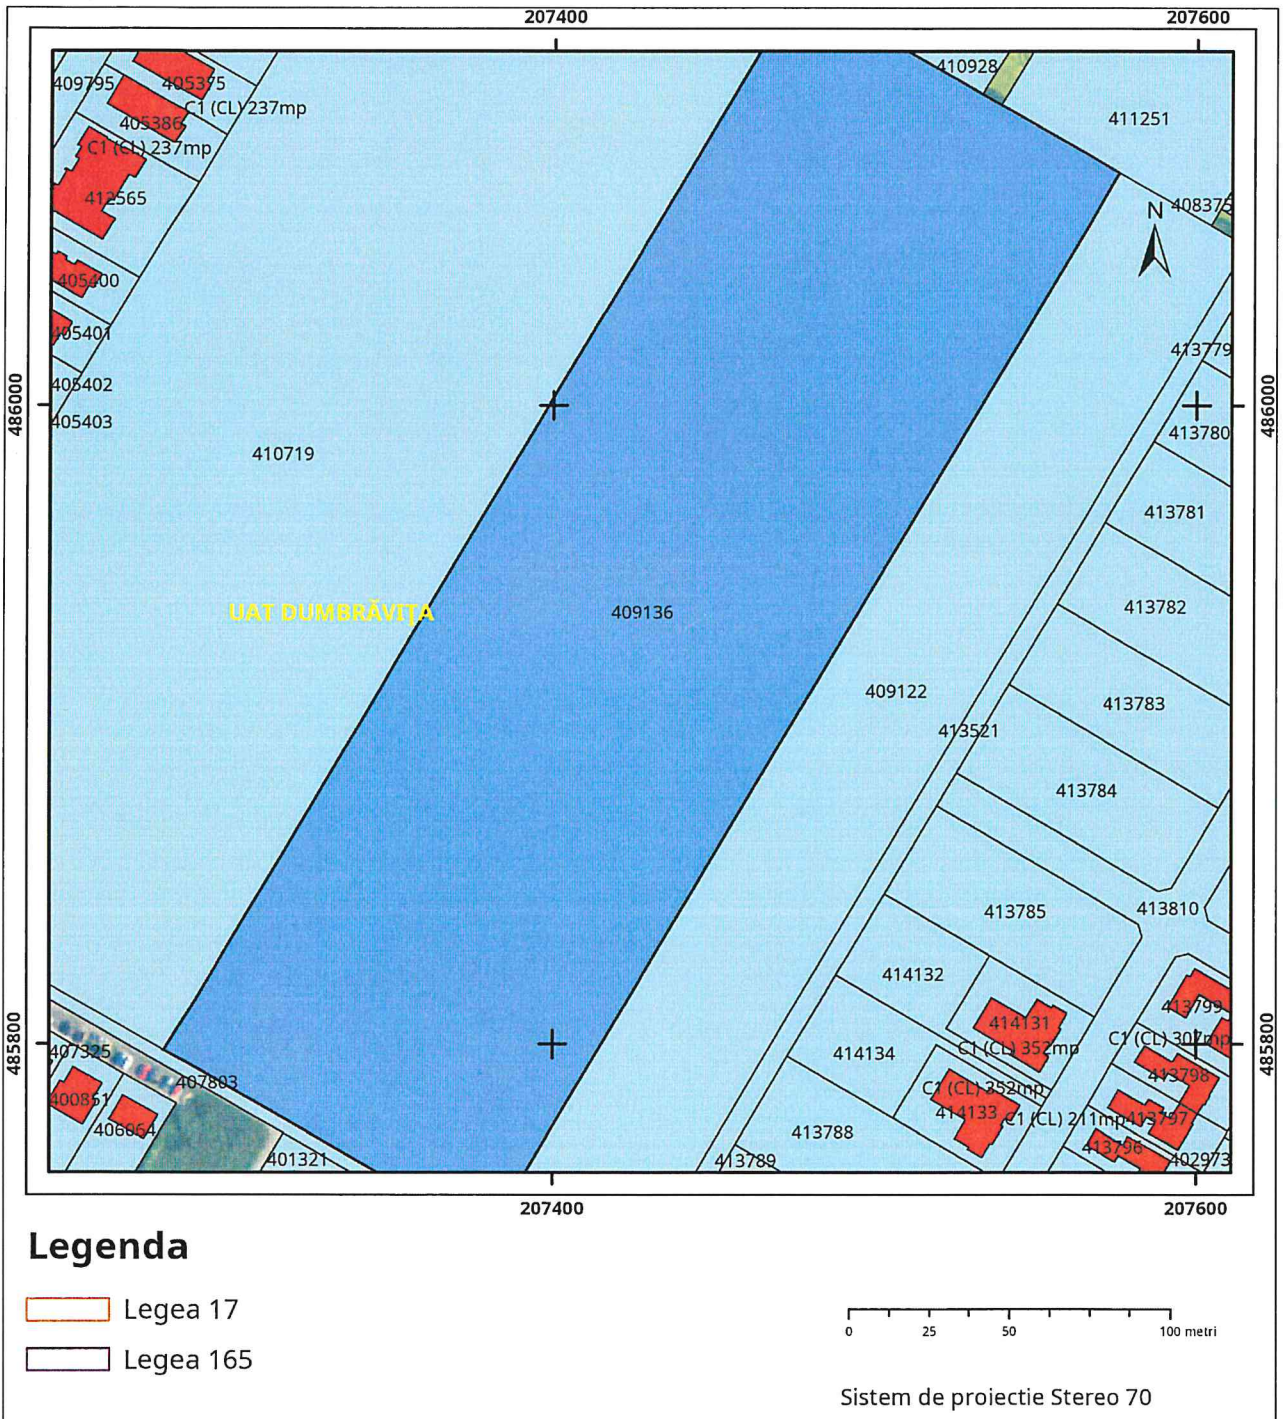 207400 207600
409795 405375 410928
C1 (CL) 237mp 411251
405386
C1 (CL) 237mp
412565 408375
N
405400
405401 413779
405402
486000 486000
405403 413780
410719
413781
UAT DUMBRĂVIȚA 409136 413782
409122 413783
413521
413784
413785 413810
414132
413799
414131
485800 C1 (CL) 352mp C1 (CL) 307mp 485800
407325 414134
407803 413798
400851 C1 (CL) 352mp
414133 C1 (CL) 211mp 413797
406064 413788
413796
401321 413789 402973
207400 207600
Legenda
Legea 17
Legea 165
0 25 50 100 metri
Sistem de proiectie Stereo 70